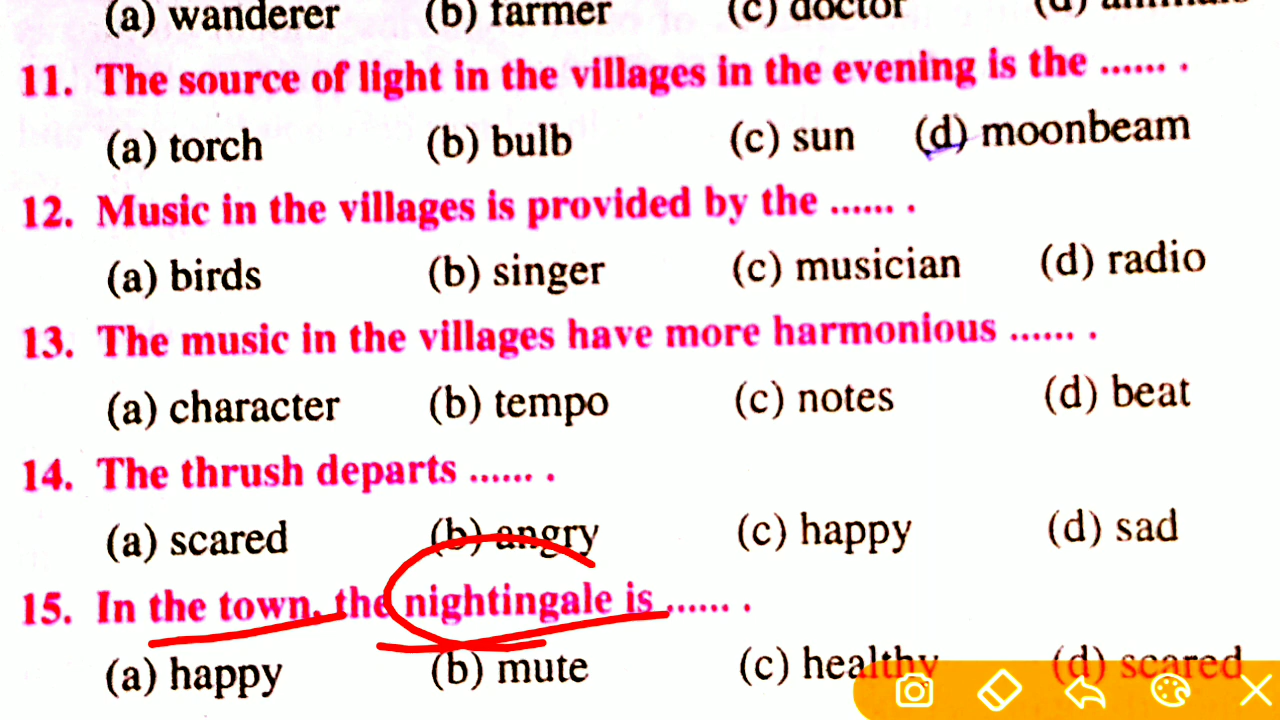 (a) wanderer (b) farmer (c) doctor (d) animals
11. The source of light in the villages in the evening is the ...... .
(a) torch (b) bulb (c) sun (d) moonbeam
12. Music in the villages is provided by the ...... .
(a) birds (b) singer (c) musician (d) radio
13. The music in the villages have more harmonious ...... .
(a) character (b) tempo (c) notes (d) beat
14. The thrush departs ...... .
(a) scared (b) angry (c) happy (d) sad
15. In the town, the nightingale is ...... .
(a) happy (b) mute (c) healthy (d) scared